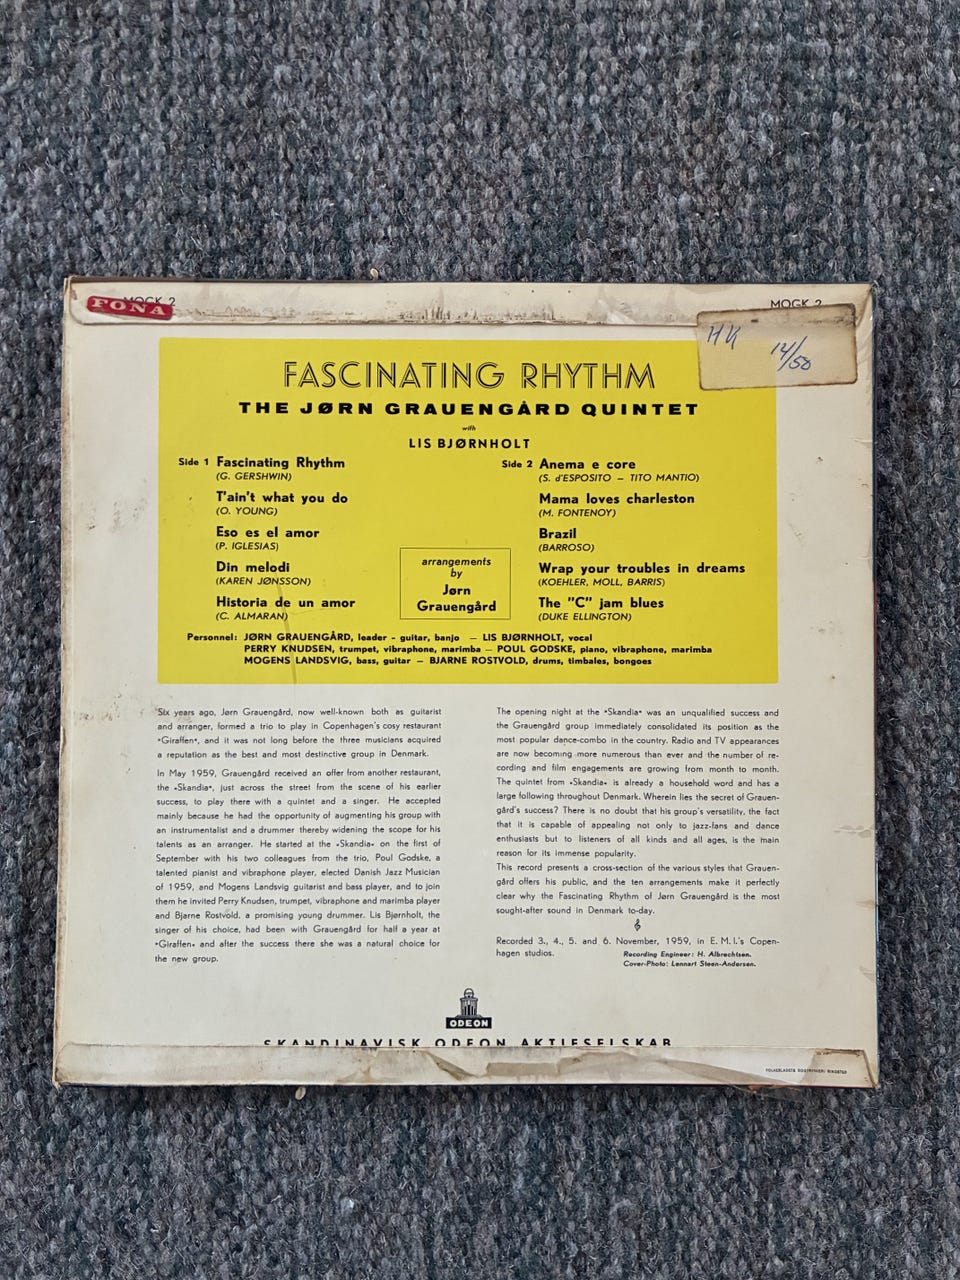 FONA
MOGK 2
MOGK 2
HK 14/50
FASCINATING RHYTHM
THE JØRN GRAUENGÅRD QUINTET
with
LIS BJØRNHOLT
Side 1 Fascinating Rhythm
(G. GERSHWIN)
T'ain't what you do
(O. YOUNG)
Eso es el amor
(P. IGLESIAS)
Din melodi
(KAREN JØNSSON)
Historia de un amor
(C. ALMARAN)
arrangements
by
Jørn
Grauengård
Side 2 Anema e core
(S. d'ESPOSITO – TITO MANTIO)
Mama loves charleston
(M. FONTENOY)
Brazil
(BARROSO)
Wrap your troubles in dreams
(KOEHLER, MOLL, BARRIS)
The "C" jam blues
(DUKE ELLINGTON)
Personnel: JØRN GRAUENGÅRD, leader - guitar, banjo – LIS BJØRNHOLT, vocal
PERRY KNUDSEN, trumpet, vibraphone, marimba – POUL GODSKE, piano, vibraphone, marimba
MOGENS LANDSVIG, bass, guitar – BJARNE ROSTVOLD, drums, timbales, bongoes
Six years ago, Jørn Grauengård, now well-known both as guitarist
and arranger, formed a trio to play in Copenhagen's cosy restaurant
»Giraffen«, and it was not long before the three musicians acquired
a reputation as the best and most distinctive group in Denmark.
In May 1959, Grauengård received an offer from another restaurant,
the »Skandia«, just across the street from the scene of his earlier
success, to play there with a quintet and a singer. He accepted
mainly because he had the opportunity of augmenting his group with
an instrumentalist and a drummer thereby widening the scope for his
talents as an arranger. He started at the »Skandia« on the first of
September with his two colleagues from the trio, Poul Godske, a
talented pianist and vibraphone player, elected Danish Jazz Musician
of 1959, and Mogens Landsvig guitarist and bass player, and to join
them he invited Perry Knudsen, trumpet, vibraphone and marimba player
and Bjarne Rostvold, a promising young drummer. Lis Bjørnholt, the
singer of his choice, had been with Grauengård for half a year at
»Giraffen« and after the success there she was a natural choice for
the new group.
The opening night at the »Skandia« was an unqualified success and
the Grauengård group immediately consolidated its position as the
most popular dance-combo in the country. Radio and TV appearances
are now becoming more numerous than ever and the number of re-
cording and film engagements are growing from month to month.
The quintet from »Skandia« is already a household word and has a
large following throughout Denmark. Wherein lies the secret of Grauen-
gård's success? There is no doubt that his group's versatility, the fact
that it is capable of appealing not only to jazz-fans and dance
enthusiasts but to listeners of all kinds and all ages, is the main
reason for its immense popularity.
This record presents a cross-section of the various styles that Grauen-
gård offers his public, and the ten arrangements make it perfectly
clear why the Fascinating Rhythm of Jørn Grauengård is the most
sought-after sound in Denmark to-day.
Recorded 3., 4., 5. and 6. November, 1959, in E. M. I.'s Copen-
hagen studios.
Recording Engineer: H. Albrechtsen.
Cover-Photo: Lennart Steen-Andersen.
ODEON
SKANDINAVISK ODEON AKTIESELSKAB